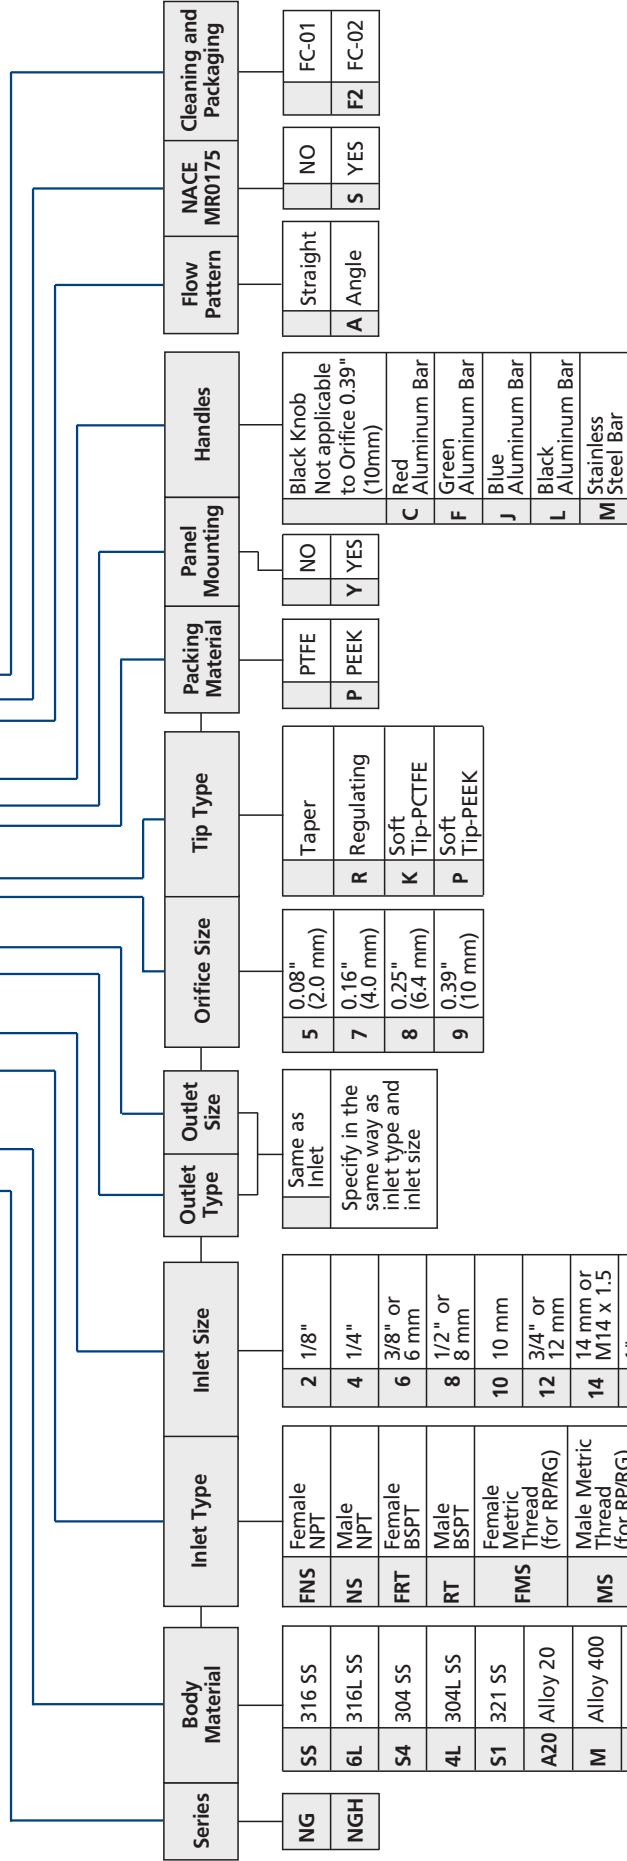 Series
NG
NGH
Body
Material
SS 316 SS
6L 316L SS
S4 304 SS
4L 304L SS
S1 321 SS
A20 Alloy 20
M Alloy 400
Inlet Type
FNS Female
NPT
NS Male
NPT
FRT Female
BSPT
RT Male
BSPT
FMS Female
Metric
Thread
(for RP/RG)
MS Male Metric
Thread
(for RP/RG)
Inlet Size
2 1/8"
4 1/4"
6 3/8" or
6 mm
8 1/2" or
8 mm
10 10 mm
12 3/4" or
12 mm
14 14 mm or
M14 x 1.5
Outlet
Type
Outlet
Size
Same as
Inlet
Specify in the
same way as
inlet type and
inlet size
Orifice Size
5 0.08"
(2.0 mm)
7 0.16"
(4.0 mm)
8 0.25"
(6.4 mm)
9 0.39"
(10 mm)
Tip Type
Taper
R Regulating
K Soft
Tip-PCTFE
P Soft
Tip-PEEK
Packing
Material
PTFE
P PEEK
Panel
Mounting
NO
Y YES
Handles
Black Knob
Not applicable
to Orifice 0.39"
(10mm)
C Red
Aluminum Bar
F Green
Aluminum Bar
J Blue
Aluminum Bar
L Black
Aluminum Bar
M Stainless
Steel Bar
Flow
Pattern
Straight
A Angle
NACE
MR0175
NO
S YES
Cleaning and
Packaging
FC-01
F2 FC-02